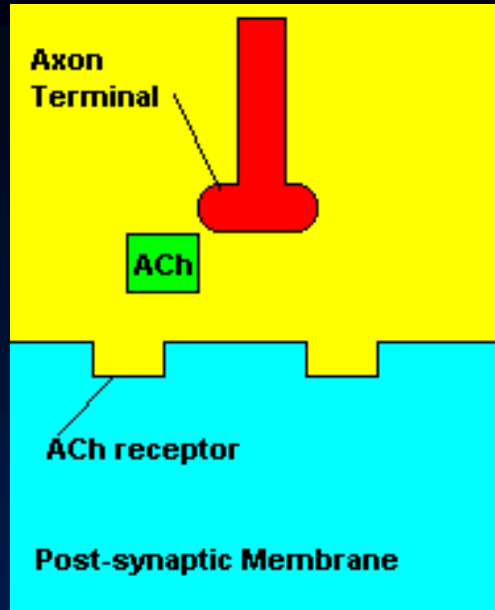 Axon
Terminal
ACh
ACh receptor
Post-synaptic Membrane